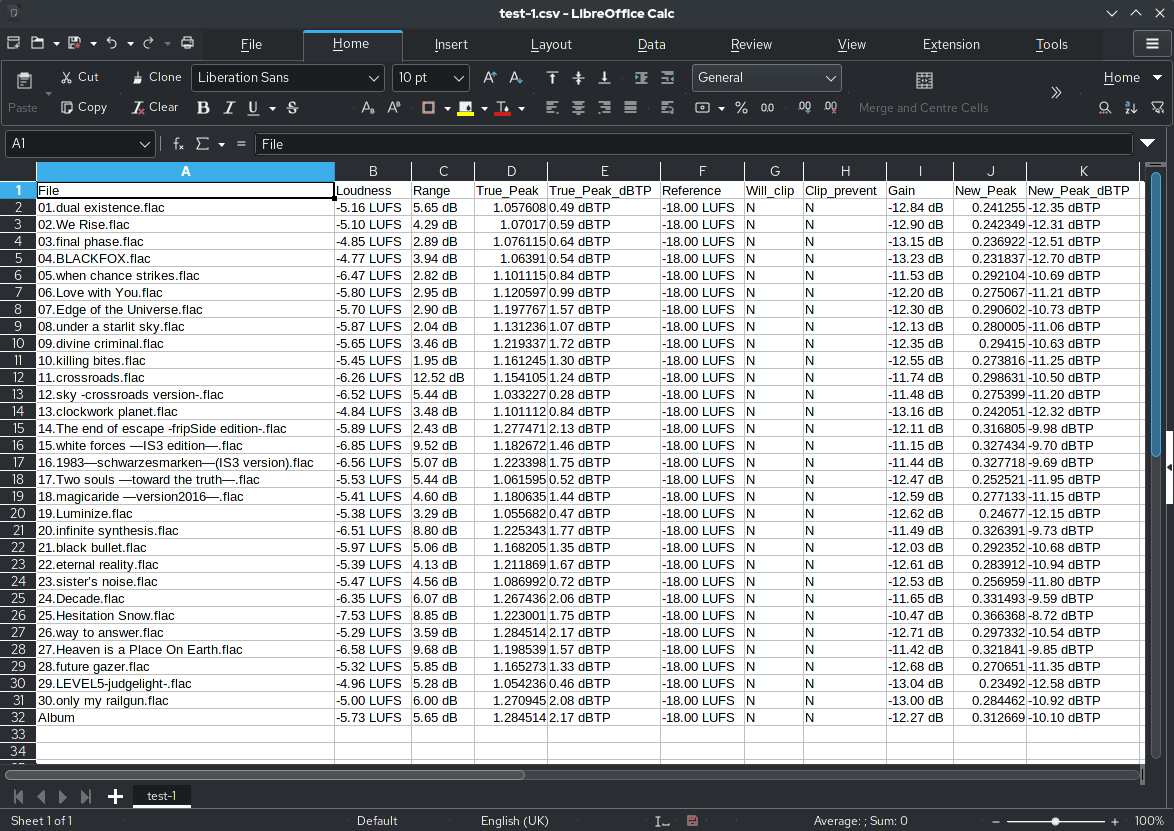 test-1.csv - LibreOffice Calc
File Home Insert Layout Data Review View Extension Tools
Paste Cut Clone Liberation Sans 10 pt General Home
Copy Clear B I U S Merge and Centre Cells
A1 fx Σ = File
A B C D E F G H I J K
1 File Loudness Range True_Peak True_Peak_dBTP Reference Will_clip Clip_prevent Gain New_Peak New_Peak_dBTP
2 01.dual existence.flac -5.16 LUFS 5.65 dB 1.057608 0.49 dBTP -18.00 LUFS N N -12.84 dB 0.241255 -12.35 dBTP
3 02.We Rise.flac -5.10 LUFS 4.29 dB 1.07017 0.59 dBTP -18.00 LUFS N N -12.90 dB 0.242349 -12.31 dBTP
4 03.final phase.flac -4.85 LUFS 2.89 dB 1.076115 0.64 dBTP -18.00 LUFS N N -13.15 dB 0.236922 -12.51 dBTP
5 04.BLACKFOX.flac -4.77 LUFS 3.94 dB 1.06391 0.54 dBTP -18.00 LUFS N N -13.23 dB 0.231837 -12.70 dBTP
6 05.when chance strikes.flac -6.47 LUFS 2.82 dB 1.101115 0.84 dBTP -18.00 LUFS N N -11.53 dB 0.292104 -10.69 dBTP
7 06.Love with You.flac -5.80 LUFS 2.95 dB 1.120597 0.99 dBTP -18.00 LUFS N N -12.20 dB 0.275067 -11.21 dBTP
8 07.Edge of the Universe.flac -5.70 LUFS 2.90 dB 1.197767 1.57 dBTP -18.00 LUFS N N -12.30 dB 0.290602 -10.73 dBTP
9 08.under a starlit sky.flac -5.87 LUFS 2.04 dB 1.131236 1.07 dBTP -18.00 LUFS N N -12.13 dB 0.280005 -11.06 dBTP
10 09.divine criminal.flac -5.65 LUFS 3.46 dB 1.219337 1.72 dBTP -18.00 LUFS N N -12.35 dB 0.29415 -10.63 dBTP
11 10.killing bites.flac -5.45 LUFS 1.95 dB 1.161245 1.30 dBTP -18.00 LUFS N N -12.55 dB 0.273816 -11.25 dBTP
12 11.crossroads.flac -6.26 LUFS 12.52 dB 1.154105 1.24 dBTP -18.00 LUFS N N -11.74 dB 0.298631 -10.50 dBTP
13 12.sky -crossroads version-.flac -6.52 LUFS 5.44 dB 1.033227 0.28 dBTP -18.00 LUFS N N -11.48 dB 0.275399 -11.20 dBTP
14 13.clockwork planet.flac -4.84 LUFS 3.48 dB 1.101112 0.84 dBTP -18.00 LUFS N N -13.16 dB 0.242051 -12.32 dBTP
15 14.The end of escape -fripSide edition-.flac -5.89 LUFS 2.43 dB 1.277471 2.13 dBTP -18.00 LUFS N N -12.11 dB 0.316805 -9.98 dBTP
16 15.white forces —IS3 edition—.flac -6.85 LUFS 9.52 dB 1.182672 1.46 dBTP -18.00 LUFS N N -11.15 dB 0.327434 -9.70 dBTP
17 16.1983—schwarzesmarken—(IS3 version).flac -6.56 LUFS 5.07 dB 1.223398 1.75 dBTP -18.00 LUFS N N -11.44 dB 0.327718 -9.69 dBTP
18 17.Two souls —toward the truth—.flac -5.53 LUFS 5.44 dB 1.061595 0.52 dBTP -18.00 LUFS N N -12.47 dB 0.252521 -11.95 dBTP
19 18.magicaride —version2016—.flac -5.41 LUFS 4.60 dB 1.180635 1.44 dBTP -18.00 LUFS N N -12.59 dB 0.277133 -11.15 dBTP
20 19.Luminize.flac -5.38 LUFS 3.29 dB 1.055682 0.47 dBTP -18.00 LUFS N N -12.62 dB 0.24677 -12.15 dBTP
21 20.infinite synthesis.flac -6.51 LUFS 8.80 dB 1.225343 1.77 dBTP -18.00 LUFS N N -11.49 dB 0.326391 -9.73 dBTP
22 21.black bullet.flac -5.97 LUFS 5.06 dB 1.168205 1.35 dBTP -18.00 LUFS N N -12.03 dB 0.292352 -10.68 dBTP
23 22.eternal reality.flac -5.39 LUFS 4.13 dB 1.211869 1.67 dBTP -18.00 LUFS N N -12.61 dB 0.283912 -10.94 dBTP
24 23.sister's noise.flac -5.47 LUFS 4.56 dB 1.086992 0.72 dBTP -18.00 LUFS N N -12.53 dB 0.256959 -11.80 dBTP
25 24.Decade.flac -6.35 LUFS 6.07 dB 1.267436 2.06 dBTP -18.00 LUFS N N -11.65 dB 0.331493 -9.59 dBTP
26 25.Hesitation Snow.flac -7.53 LUFS 8.85 dB 1.223001 1.75 dBTP -18.00 LUFS N N -10.47 dB 0.366368 -8.72 dBTP
27 26.way to answer.flac -5.29 LUFS 3.59 dB 1.284514 2.17 dBTP -18.00 LUFS N N -12.71 dB 0.297332 -10.54 dBTP
28 27.Heaven is a Place On Earth.flac -6.58 LUFS 9.68 dB 1.198539 1.57 dBTP -18.00 LUFS N N -11.42 dB 0.321841 -9.85 dBTP
29 28.future gazer.flac -5.32 LUFS 5.85 dB 1.165273 1.33 dBTP -18.00 LUFS N N -12.68 dB 0.270651 -11.35 dBTP
30 29.LEVEL5-judgelight-.flac -4.96 LUFS 5.28 dB 1.054236 0.46 dBTP -18.00 LUFS N N -13.04 dB 0.23492 -12.58 dBTP
31 30.only my railgun.flac -5.00 LUFS 6.00 dB 1.270945 2.08 dBTP -18.00 LUFS N N -13.00 dB 0.284462 -10.92 dBTP
32 Album -5.73 LUFS 5.65 dB 1.284514 2.17 dBTP -18.00 LUFS N N -12.27 dB 0.312669 -10.10 dBTP
33
34
test-1
Sheet 1 of 1 Default English (UK) Average: ; Sum: 0 100%